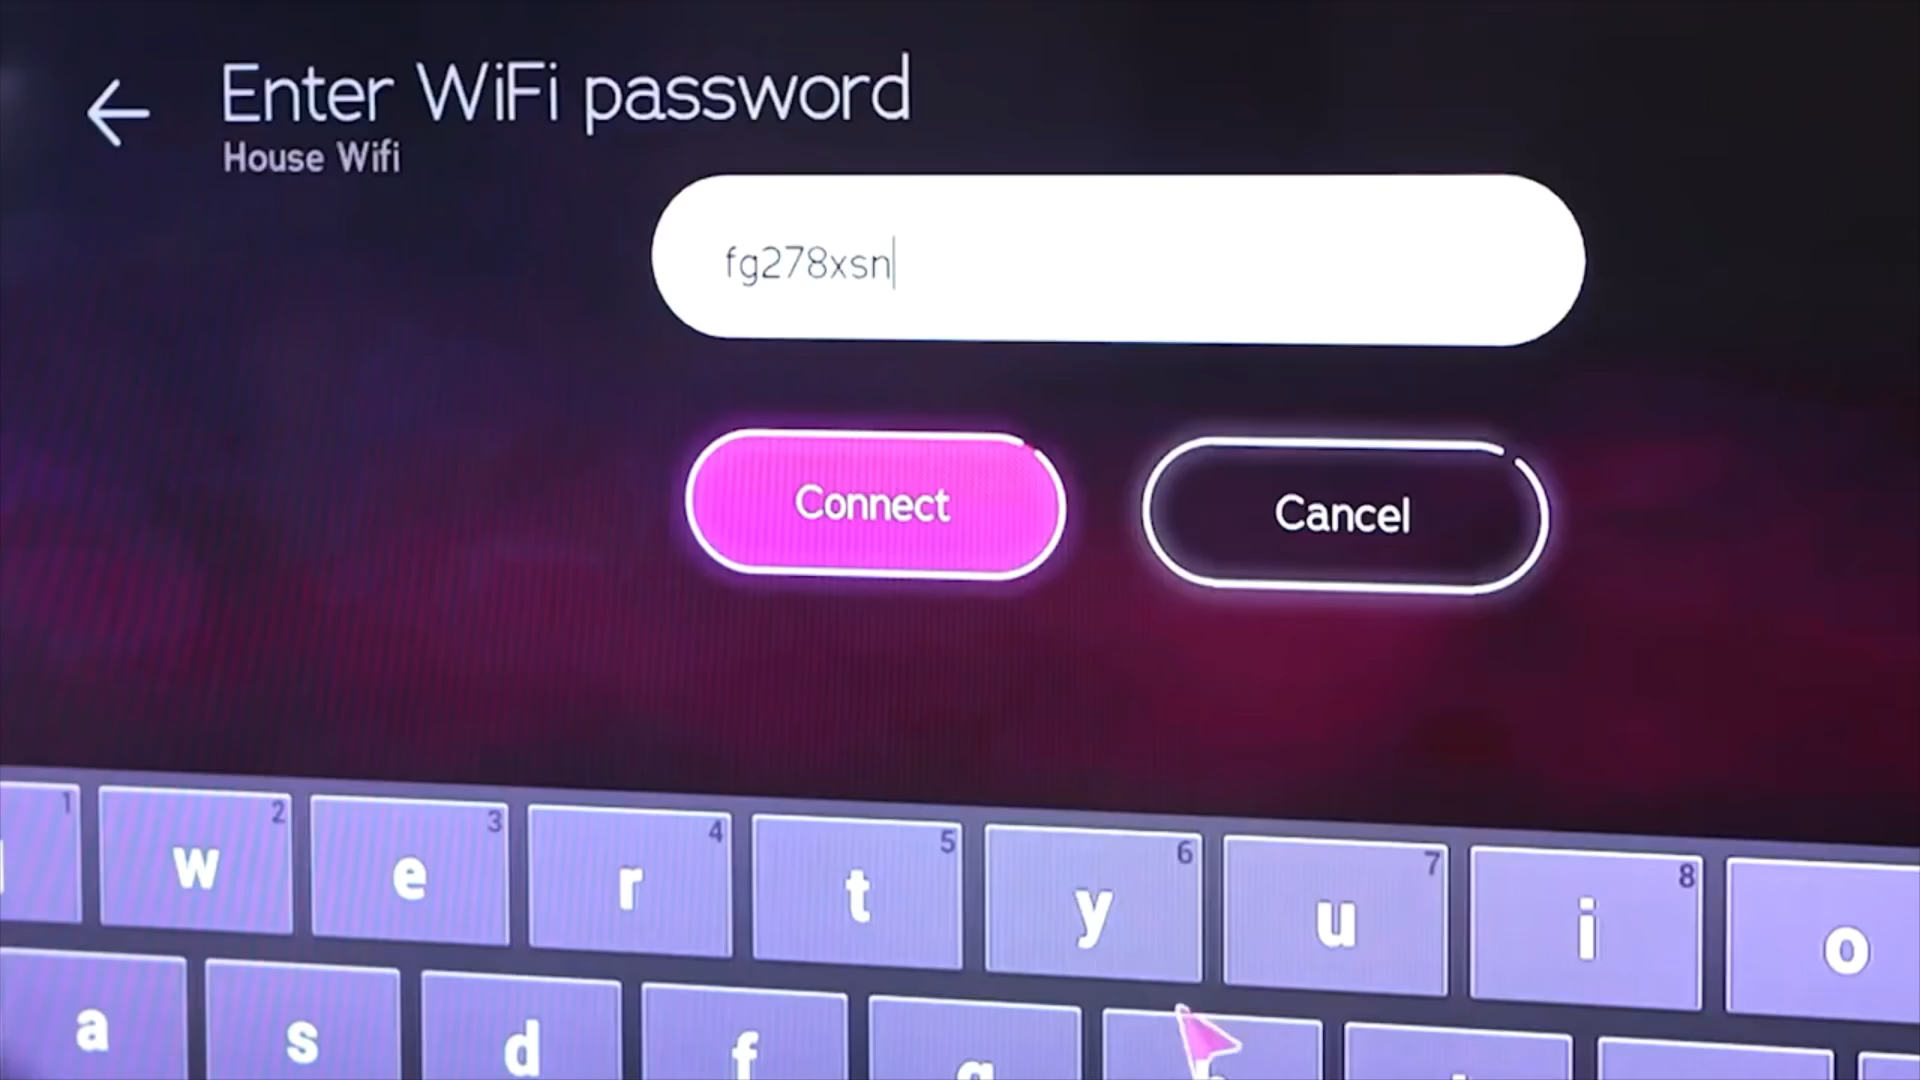 Enter WiFi password
House Wifi
fg278xsn
Connect
Cancel
1 2 3 4 5 6 7 8
w e r t y u i o
a s d f g